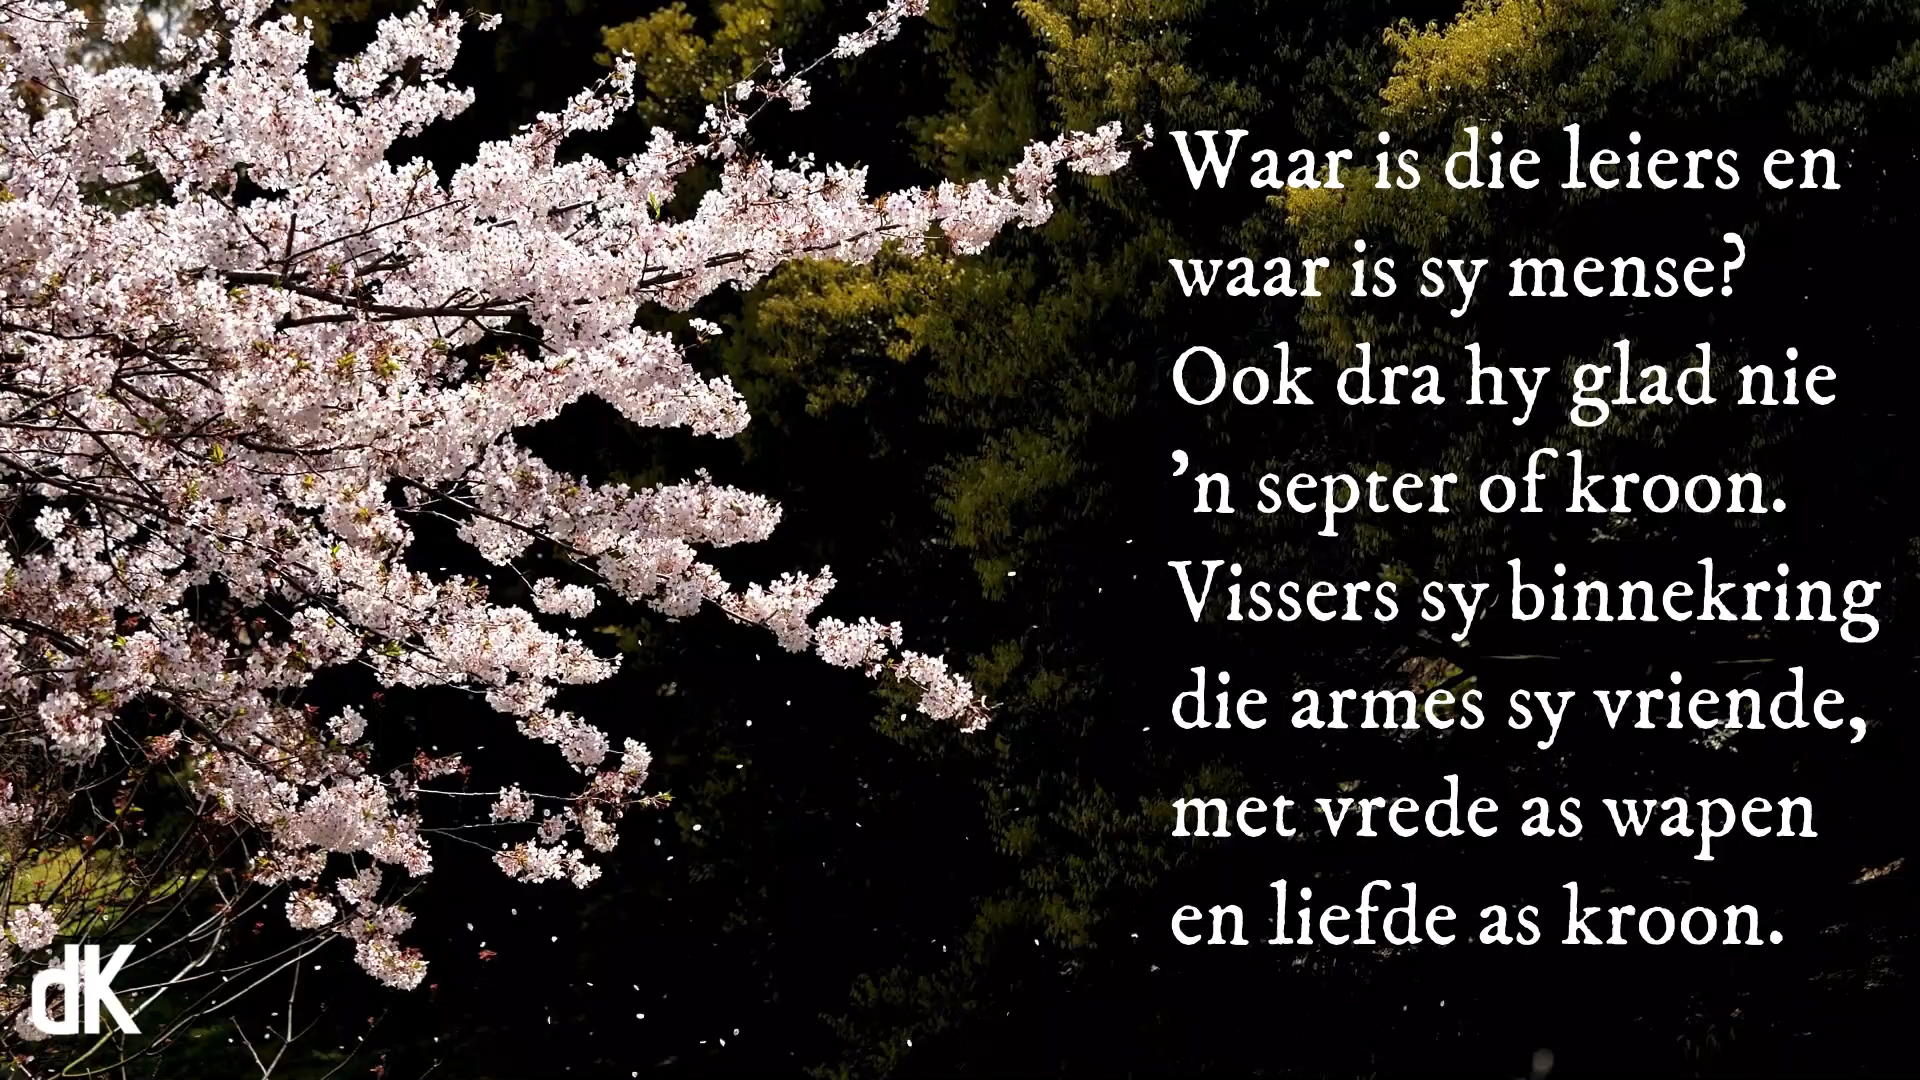 Waar is die leiers en
waar is sy mense?
Ook dra hy glad nie
’n septer of kroon.
Vissers sy binnekring
die armes sy vriende,
met vrede as wapen
en liefde as kroon.
dK